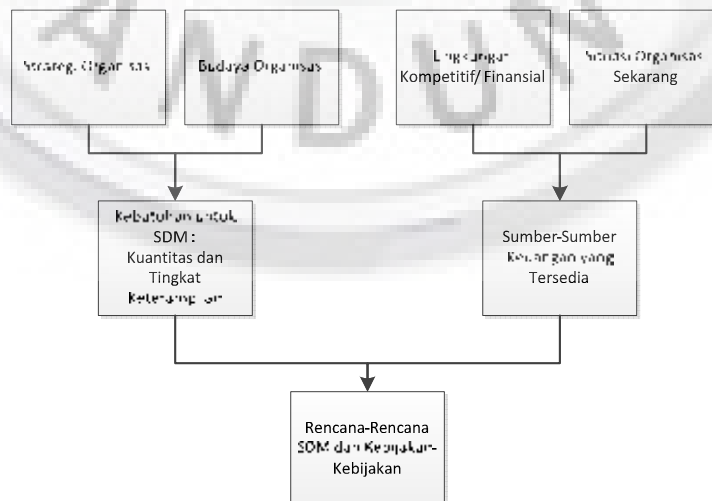 Strategi Organisasi
Budaya Organisasi
Lingkungan
Kompetitif/ Finansial
Situasi Organisasi
Sekarang
Kebutuhan untuk
SDM :
Kuantitas dan
Tingkat
Keterampilan
Sumber-Sumber
Keuangan yang
Tersedia
Rencana-Rencana
SDM dan Kebijakan-
Kebijakan